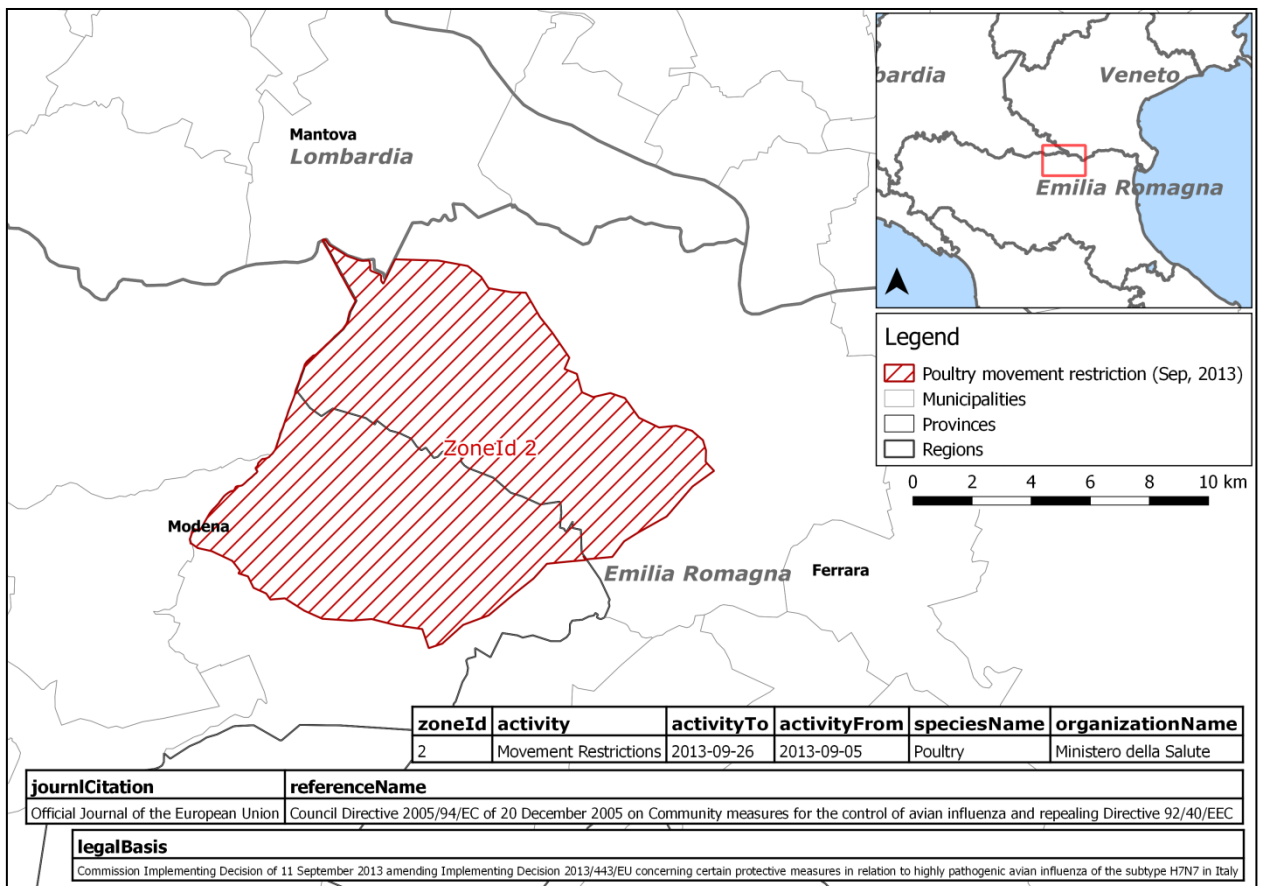 Mantova
Lombardia
bardia
Veneto
Emilia Romagna
Legend
Poultry movement restriction (Sep, 2013)
Municipalities
Provinces
Regions
0 2 4 6 8 10 km
ZoneId 2
Modena
Emilia Romagna
Ferrara
zoneId activity activityTo activityFrom speciesName organizationName
2 Movement Restrictions 2013-09-26 2013-09-05 Poultry Ministero della Salute
journlCitation referenceName
Official Journal of the European Union Council Directive 2005/94/EC of 20 December 2005 on Community measures for the control of avian influenza and repealing Directive 92/40/EEC
legalBasis
Commission Implementing Decision of 11 September 2013 amending Implementing Decision 2013/443/EU concerning certain protective measures in relation to highly pathogenic avian influenza of the subtype H7N7 in Italy